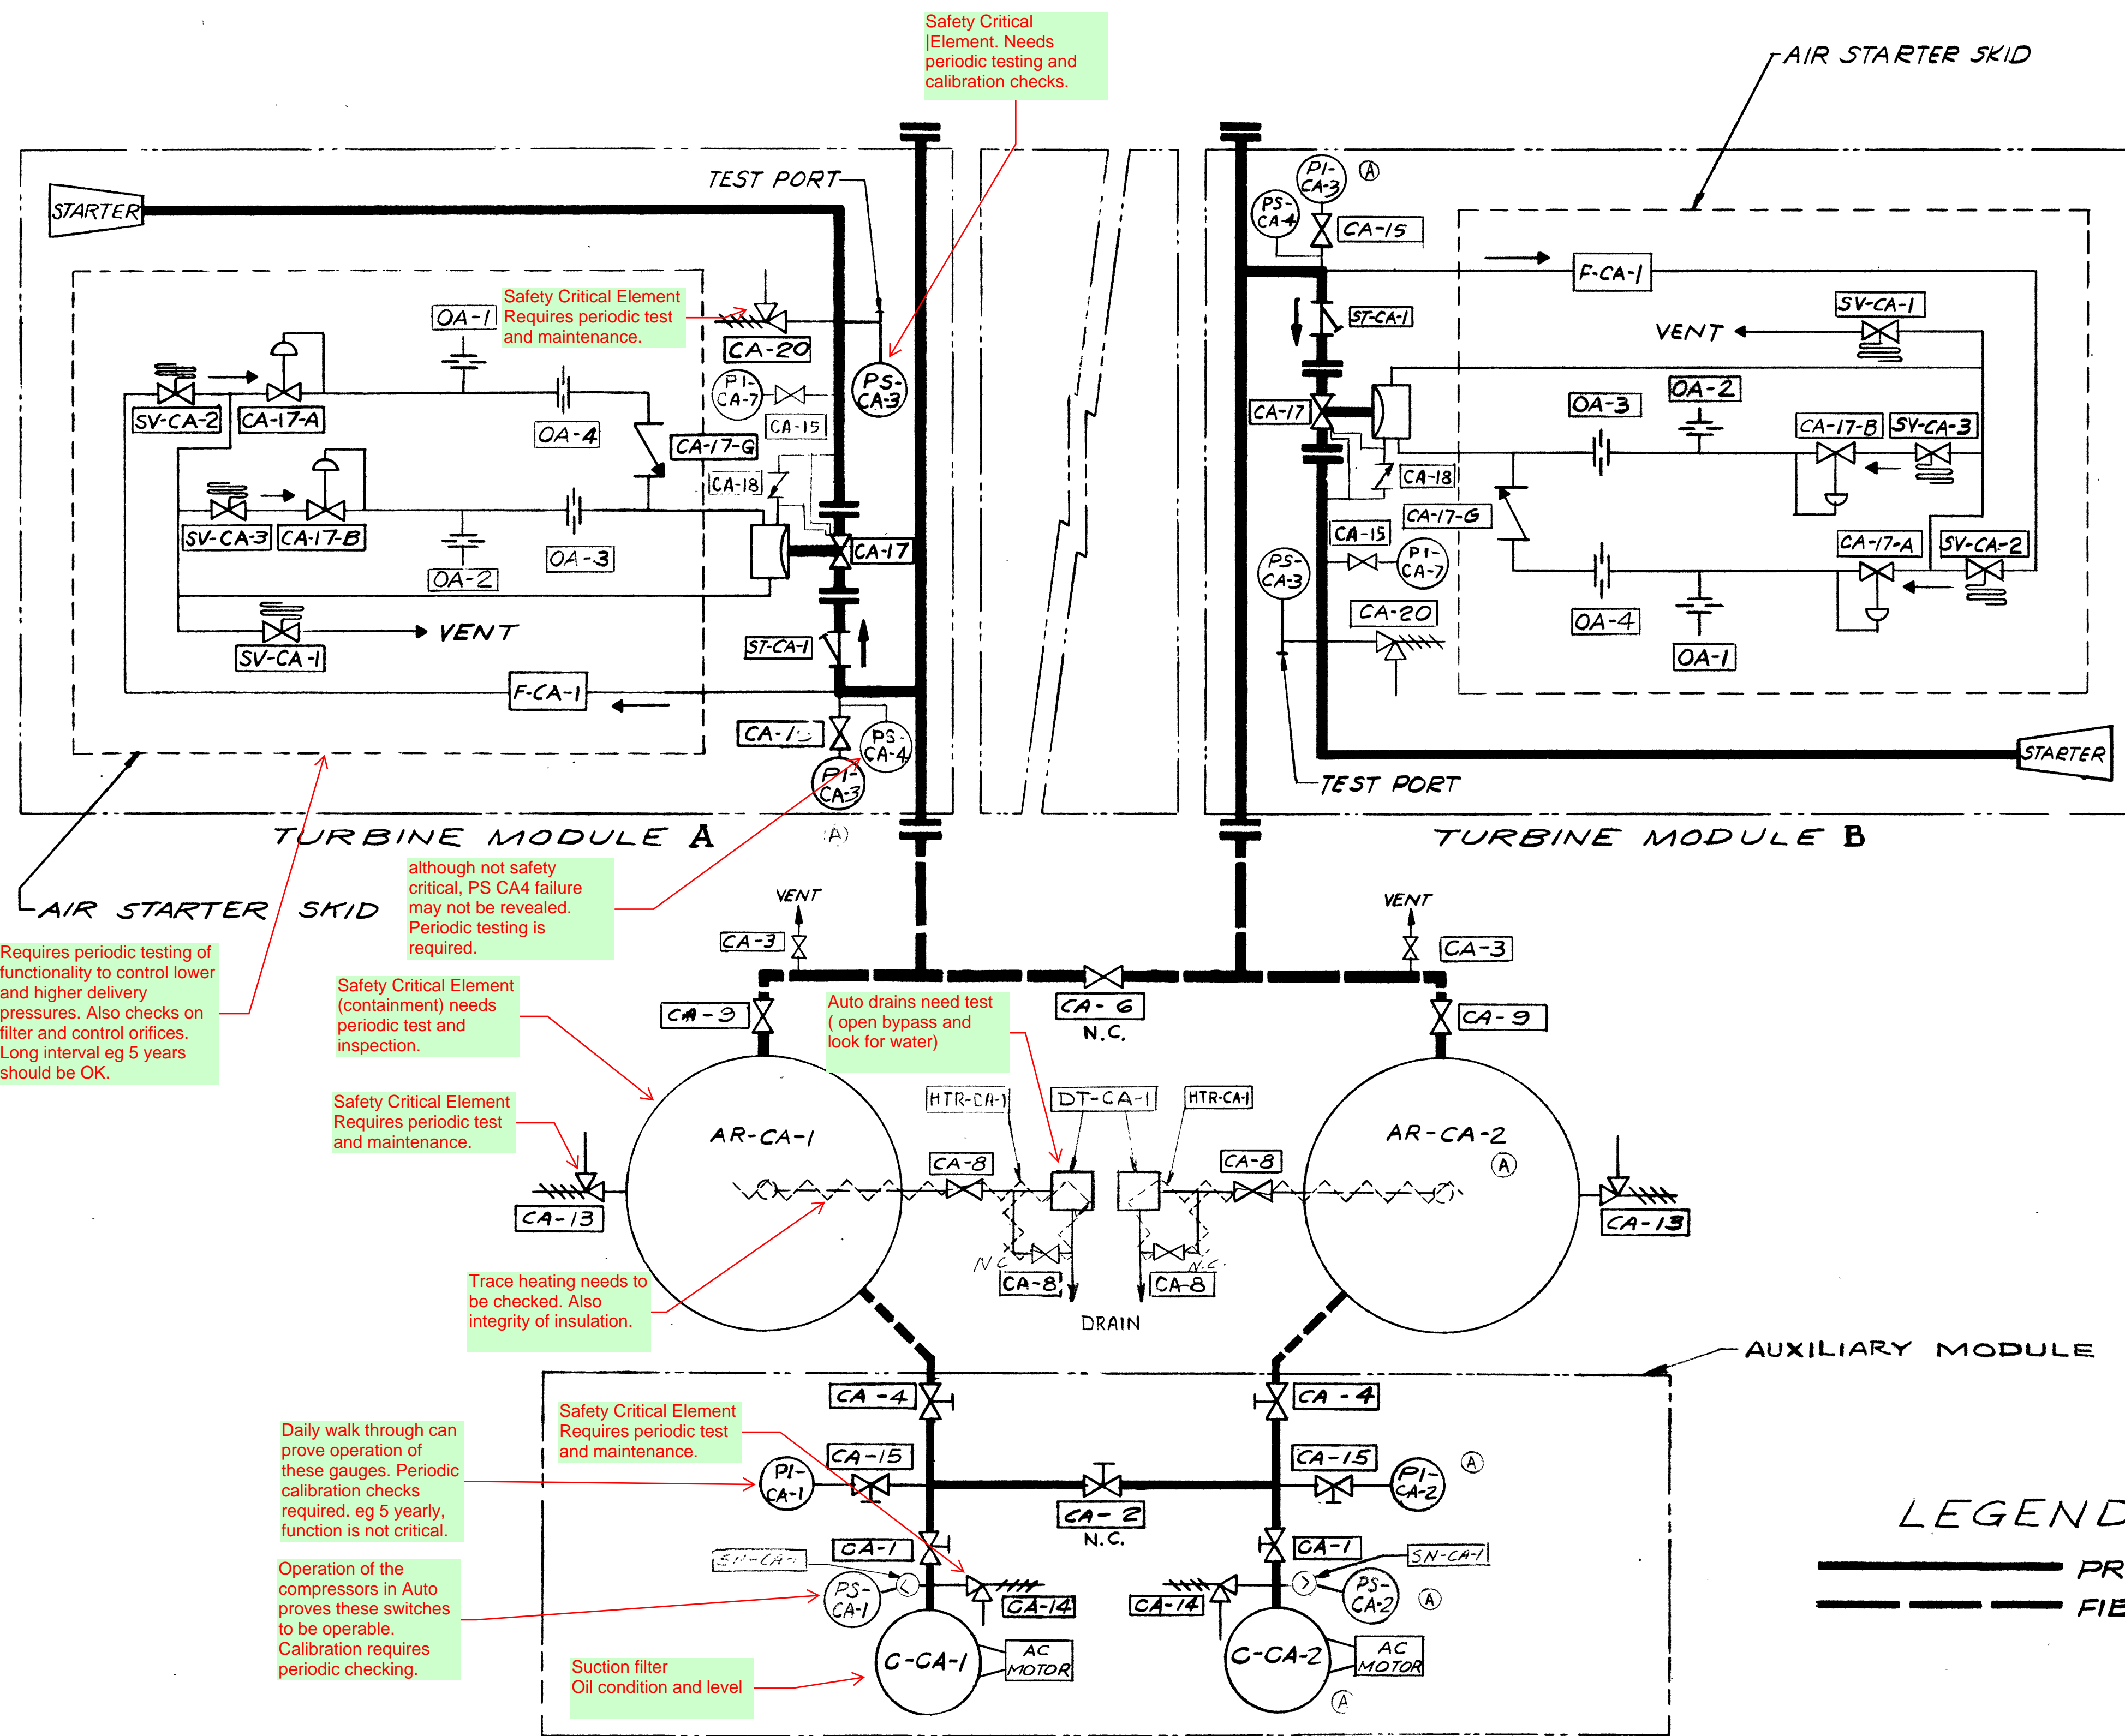 Safety Critical
|Element. Needs
periodic testing and
calibration checks.
AIR STARTER SKID
TEST PORT
STARTER
OA-1
Safety Critical Element
Requires periodic test
and maintenance.
CA-20
PI-
CA-7
PS-
CA-3
CA-15
SV-CA-2
CA-17-A
OA-4
CA-17-G
CA-18
SV-CA-3
CA-17-B
OA-3
OA-2
CA-17
VENT
SV-CA-1
ST-CA-1
F-CA-1
PS-
CA-4
PI-
CA-3
(A)
TURBINE MODULE A
AIR STARTER SKID
PI-
CA-3
A
PS-
CA-4
CA-15
F-CA-1
SV-CA-1
VENT
ST-CA-1
CA-17
OA-3
OA-2
CA-17-B
SV-CA-3
CA-18
CA-17-G
CA-15
PI-
CA-7
PS-
CA-3
CA-17-A
SV-CA-2
CA-20
OA-4
OA-1
TEST PORT
STARTER
TURBINE MODULE B
although not safety
critical, PS CA4 failure
may not be revealed.
Periodic testing is
required.
Requires periodic testing of
functionality to control lower
and higher delivery
pressures. Also checks on
filter and control orifices.
Long interval eg 5 years
should be OK.
VENT
CA-3
VENT
CA-3
Safety Critical Element
(containment) needs
periodic test and
inspection.
CA-9
Auto drains need test
( open bypass and
look for water)
CA-6
N.C.
CA-9
Safety Critical Element
Requires periodic test
and maintenance.
HTR-CA-1
DT-CA-1
HTR-CA-1
AR-CA-1
AR-CA-2
A
CA-8
CA-8
CA-13
CA-13
N.C
CA-8
N.C.
CA-8
Trace heating needs to
be checked. Also
integrity of insulation.
DRAIN
AUXILIARY MODULE
CA-4
CA-4
Safety Critical Element
Requires periodic test
and maintenance.
Daily walk through can
prove operation of
these gauges. Periodic
calibration checks
required. eg 5 yearly,
function is not critical.
PI-
CA-1
CA-15
CA-15
PI-
CA-2
A
CA-2
N.C.
CA-1
CA-1
SN-CA-1
SN-CA-1
Operation of the
compressors in Auto
proves these switches
to be operable.
Calibration requires
periodic checking.
PS-
CA-1
CA-14
CA-14
PS-
CA-2
A
C-CA-1
AC
MOTOR
C-CA-2
AC
MOTOR
A
Suction filter
Oil condition and level
LEGEND
PR
FIE